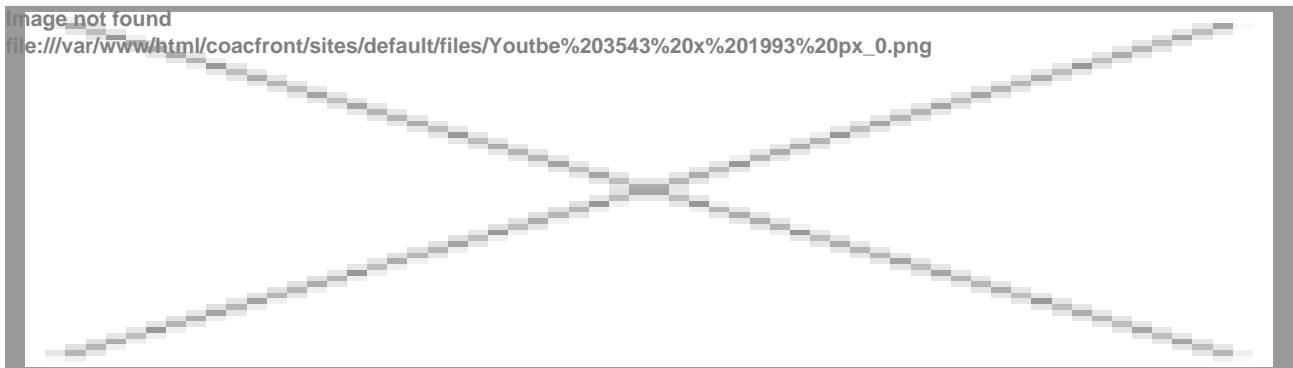 Image not found
file:///var/www/html/coacfront/sites/default/files/Youtbe%203543%20x%201993%20px_0.png